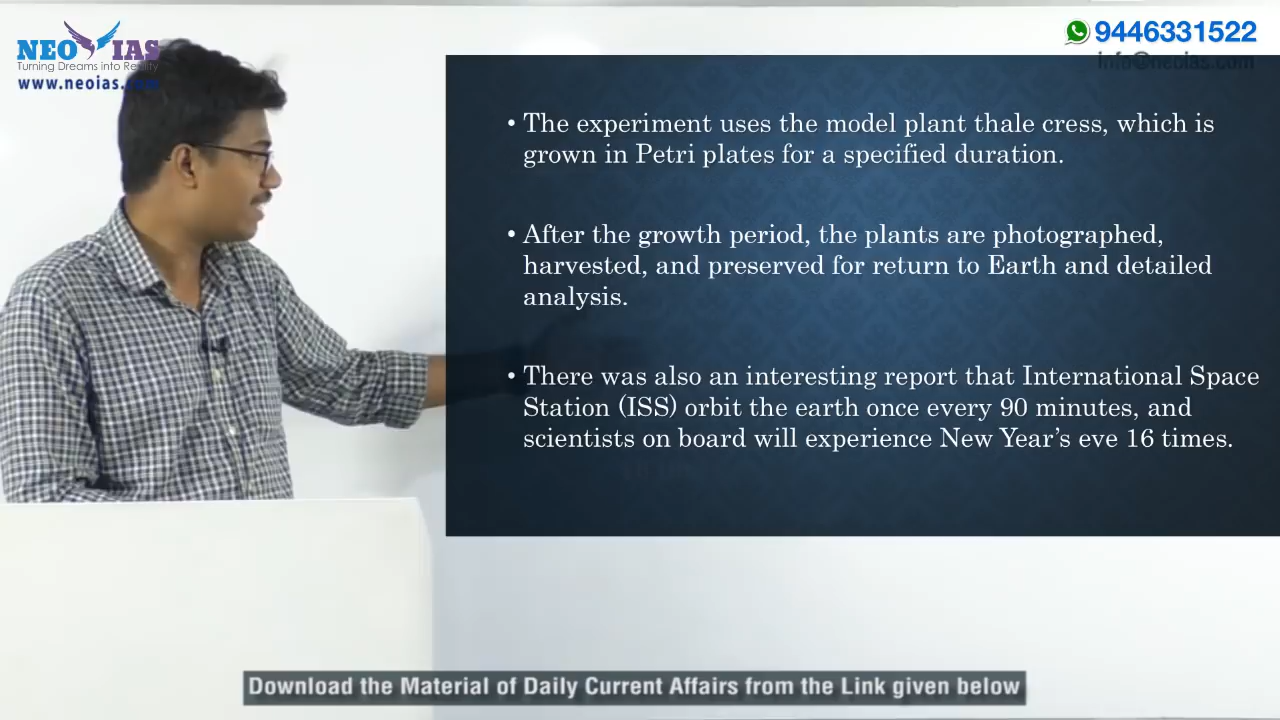 NEO IAS
Turning Dreams into Reality
www.neoias.com
9446331522
info@neoias.com
• The experiment uses the model plant thale cress, which is
grown in Petri plates for a specified duration.
• After the growth period, the plants are photographed,
harvested, and preserved for return to Earth and detailed
analysis.
• There was also an interesting report that International Space
Station (ISS) orbit the earth once every 90 minutes, and
scientists on board will experience New Year's eve 16 times.
Download the Material of Daily Current Affairs from the Link given below